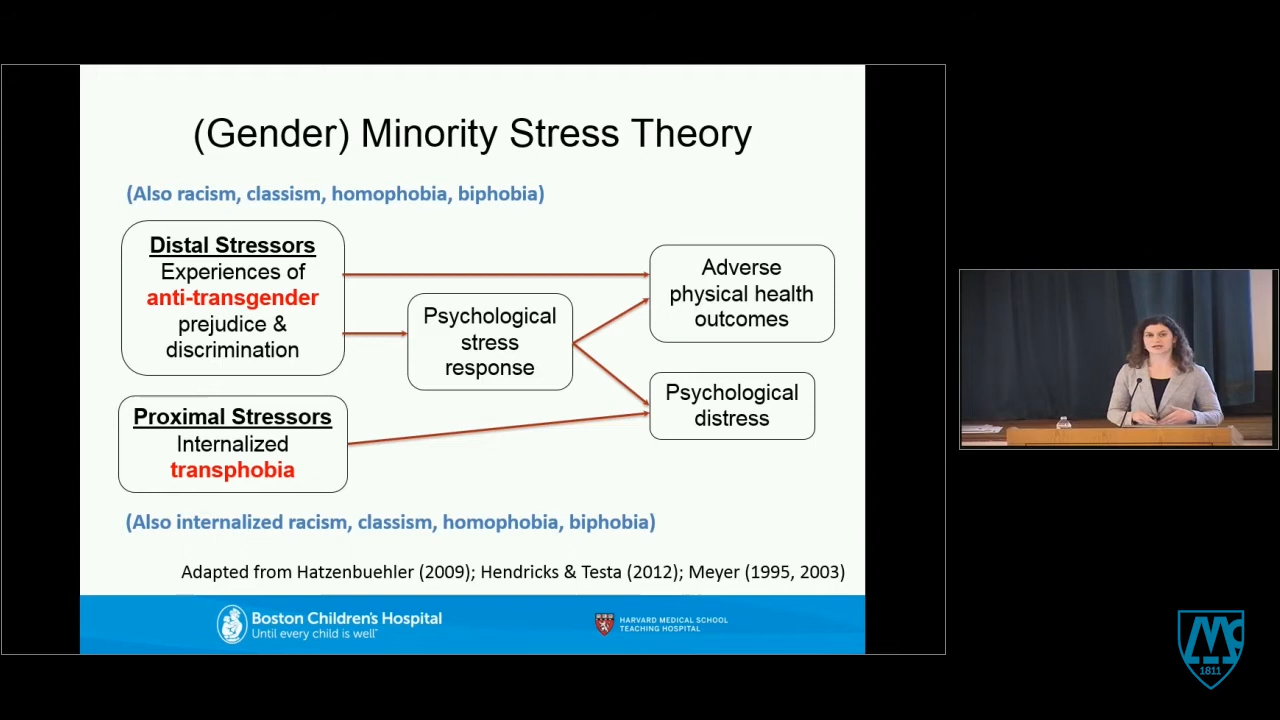 (Gender) Minority Stress Theory
(Also racism, classism, homophobia, biphobia)
Distal Stressors
Experiences of
anti-transgender
prejudice &
discrimination
Psychological
stress
response
Adverse
physical health
outcomes
Psychological
distress
Proximal Stressors
Internalized
transphobia
(Also internalized racism, classism, homophobia, biphobia)
Adapted from Hatzenbuehler (2009); Hendricks & Testa (2012); Meyer (1995, 2003)
Boston Children's Hospital
Until every child is well™
HARVARD MEDICAL SCHOOL
TEACHING HOSPITAL
1811